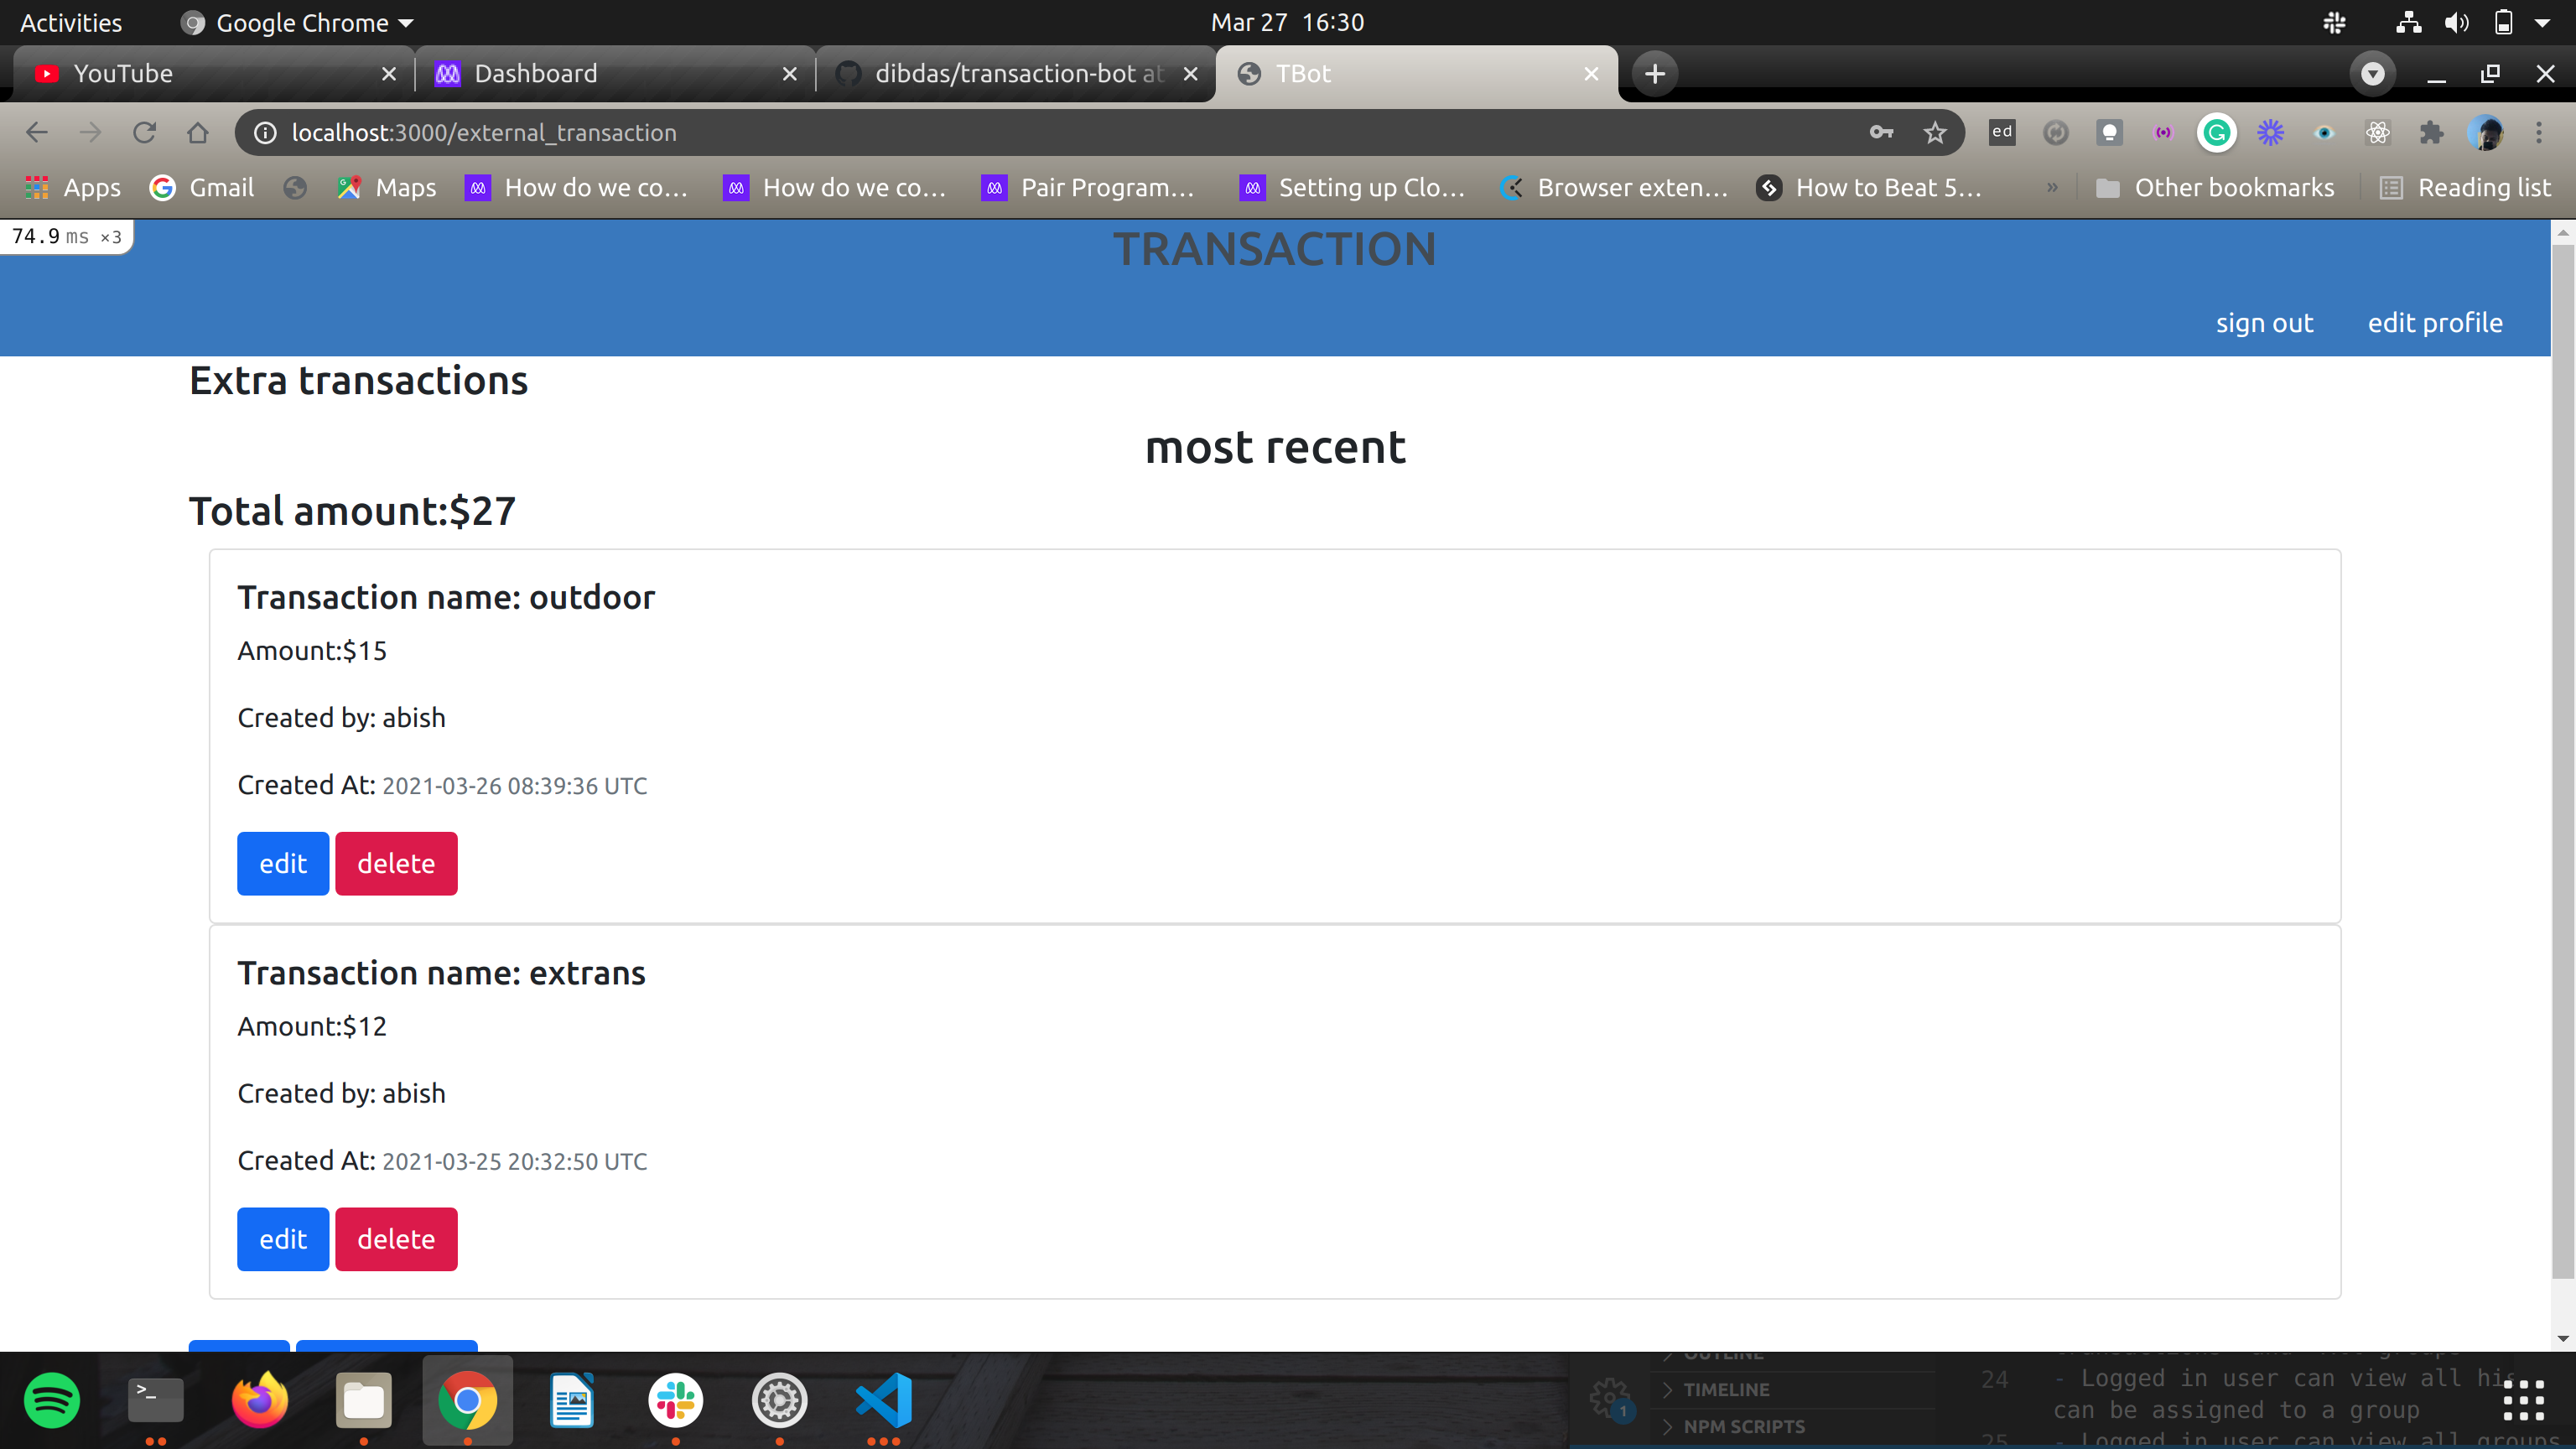 Activities Google Chrome Mar 27 16:30
YouTube Dashboard dibdas/transaction-bot at TBot
localhost:3000/external_transaction
Apps Gmail Maps How do we co… How do we co… Pair Program… Setting up Clo… Browser exten… How to Beat 5… » Other bookmarks Reading list
74.9 ms ×3
TRANSACTION
sign out edit profile
Extra transactions
most recent
Total amount:$27
Transaction name: outdoor
Amount:$15
Created by: abish
Created At: 2021-03-26 08:39:36 UTC
edit delete
Transaction name: extrans
Amount:$12
Created by: abish
Created At: 2021-03-25 20:32:50 UTC
edit delete
OUTLINE
TIMELINE
NPM SCRIPTS
1
24 - Logged in user can view all his
can be assigned to a group
25 - Logged in user can view all groups